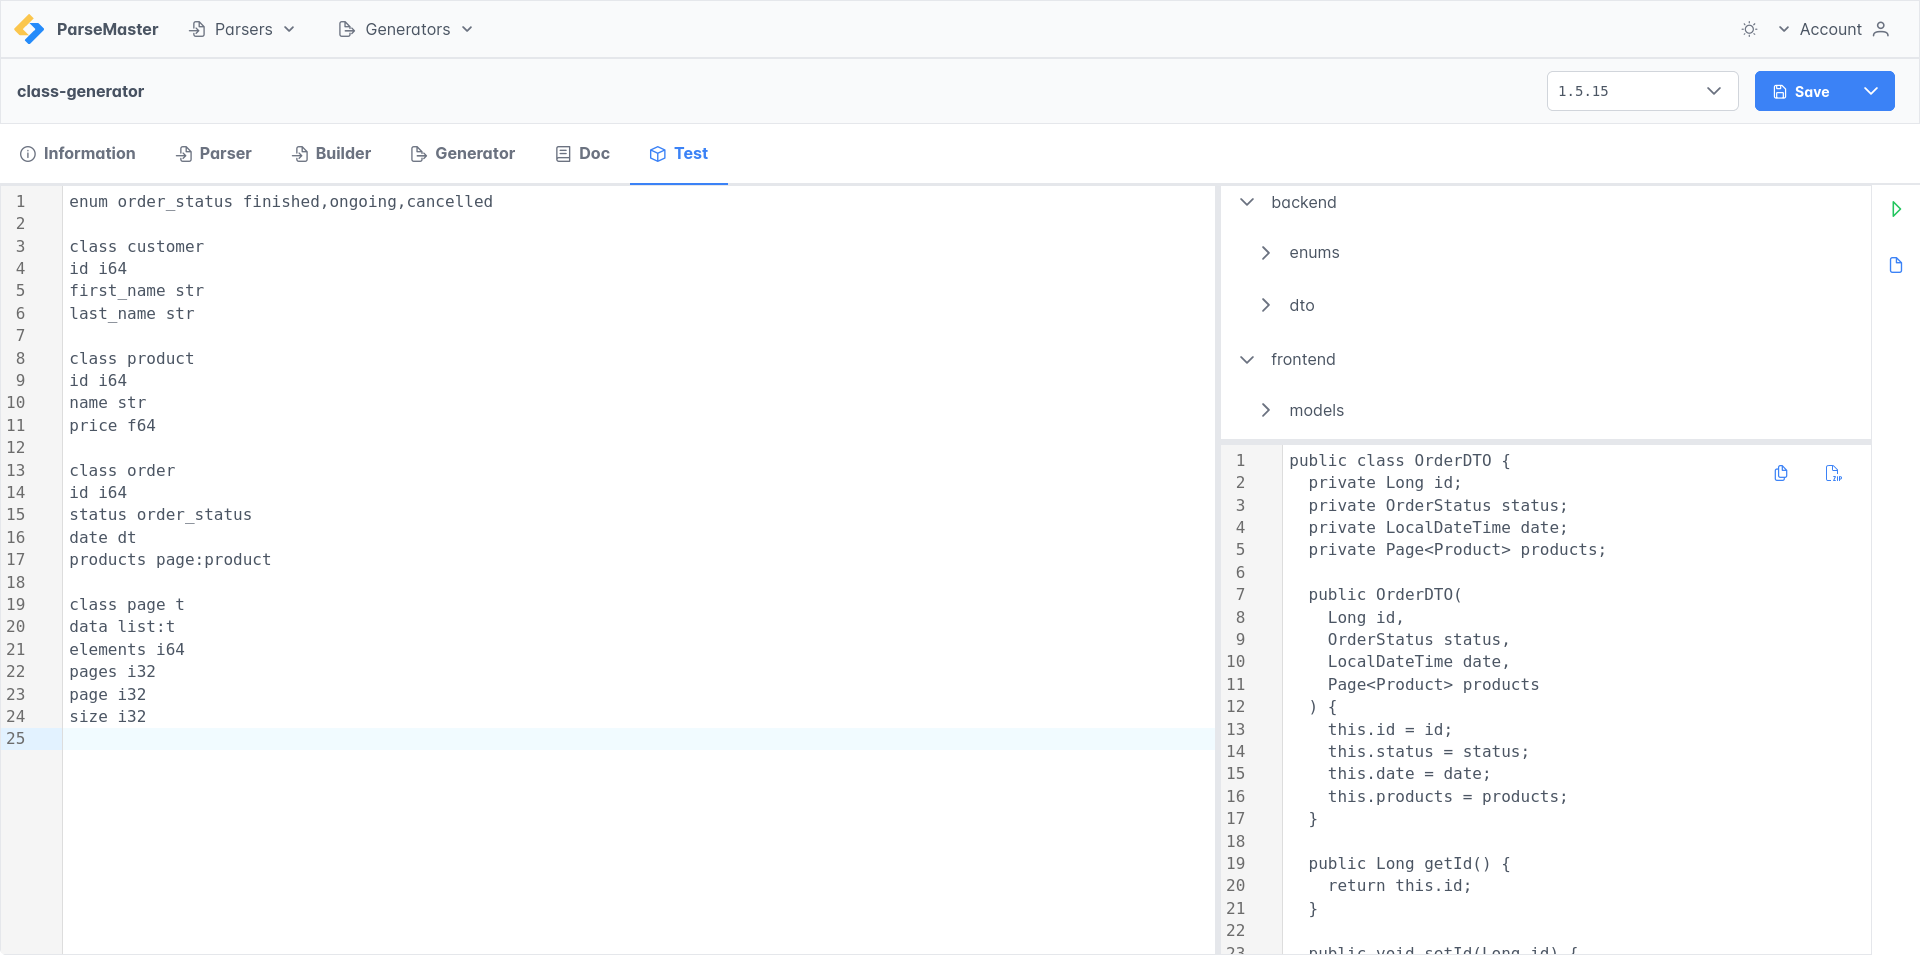 ParseMaster Parsers Generators Account
class-generator 1.5.15 Save
Information Parser Builder Generator Doc Test
1 enum order_status finished,ongoing,cancelled
2
3 class customer
4 id i64
5 first_name str
6 last_name str
7
8 class product
9 id i64
10 name str
11 price f64
12
13 class order
14 id i64
15 status order_status
16 date dt
17 products page:product
18
19 class page t
20 data list:t
21 elements i64
22 pages i32
23 page i32
24 size i32
25
backend
enums
dto
frontend
models
ZIP
1 public class OrderDTO {
2   private Long id;
3   private OrderStatus status;
4   private LocalDateTime date;
5   private Page<Product> products;
6
7   public OrderDTO(
8     Long id,
9     OrderStatus status,
10     LocalDateTime date,
11     Page<Product> products
12   ) {
13     this.id = id;
14     this.status = status;
15     this.date = date;
16     this.products = products;
17   }
18
19   public Long getId() {
20     return this.id;
21   }
22
23   public void setId(Long id) {